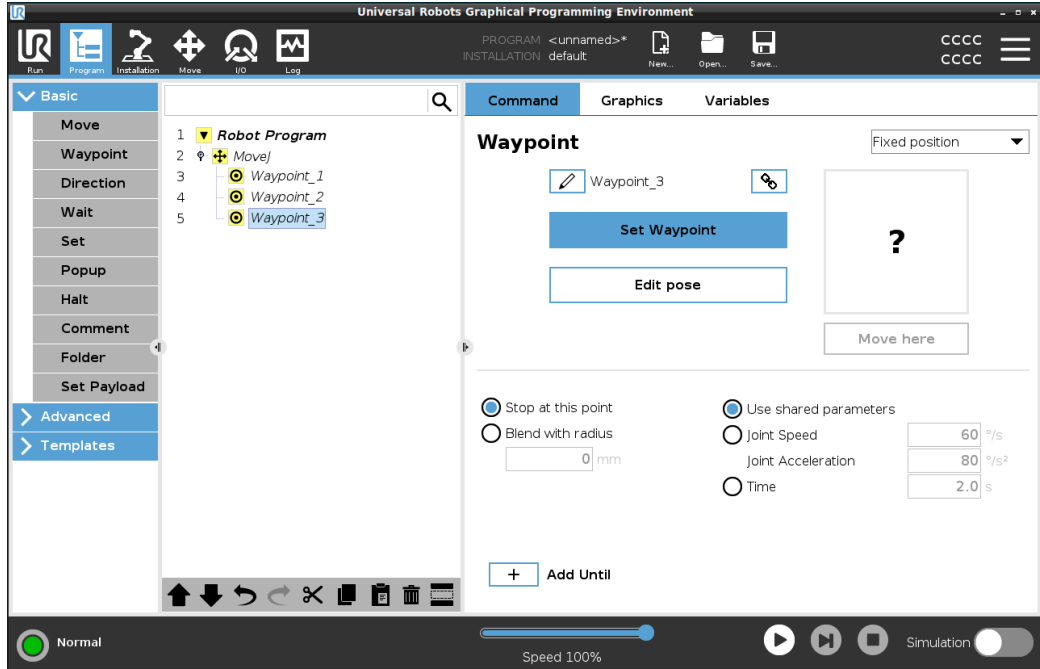 Universal Robots Graphical Programming Environment
UR
Run
Program
Installation
Move
I/O
Log
PROGRAM <unnamed>*
INSTALLATION default
New...
Open...
Save...
CCCC
CCCC
Basic
Move
Waypoint
Direction
Wait
Set
Popup
Halt
Comment
Folder
Set Payload
Advanced
Templates
1 Robot Program
2 MoveJ
3 Waypoint_1
4 Waypoint_2
5 Waypoint_3
Command Graphics Variables
Waypoint
Fixed position
Waypoint_3
Set Waypoint
Edit pose
?
Move here
Stop at this point
Blend with radius
0 mm
Use shared parameters
Joint Speed 60 °/s
Joint Acceleration 80 °/s²
Time 2.0 s
+ Add Until
Normal
Speed 100%
Simulation